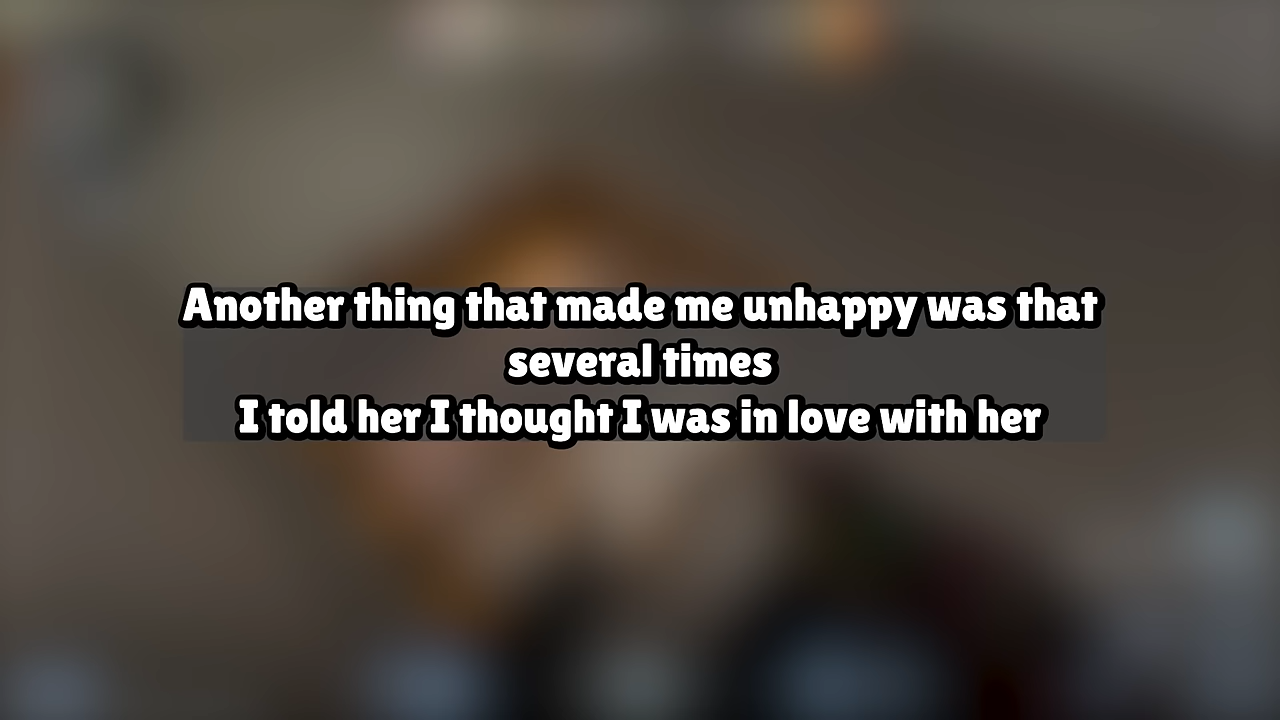 Another thing that made me unhappy was that
several times
I told her I thought I was in love with her